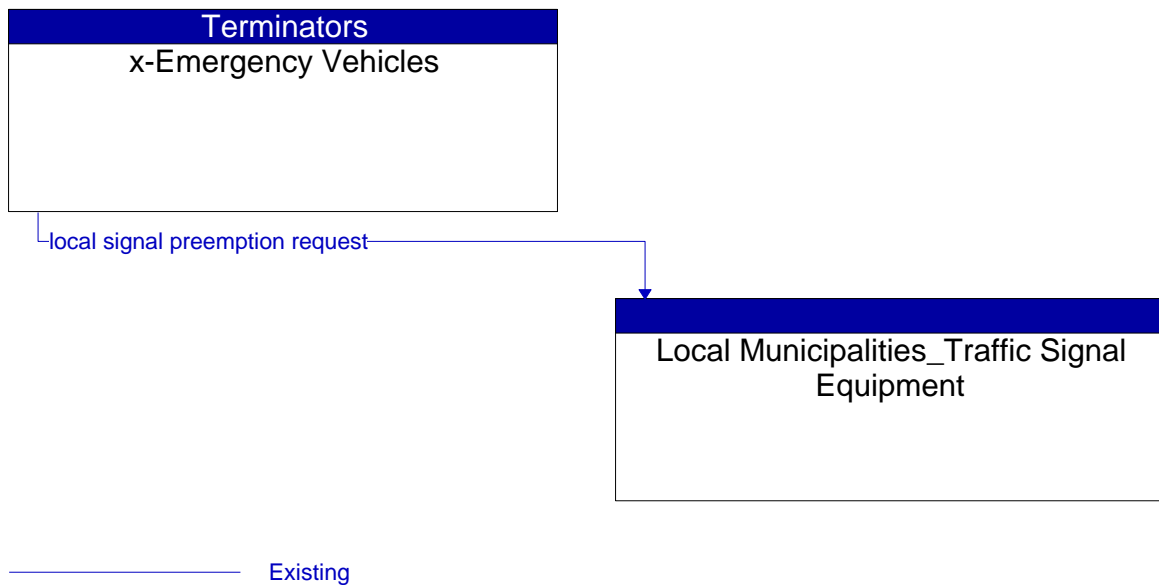 Terminators
x-Emergency Vehicles
local signal preemption request
Local Municipalities_Traffic Signal
Equipment
Existing